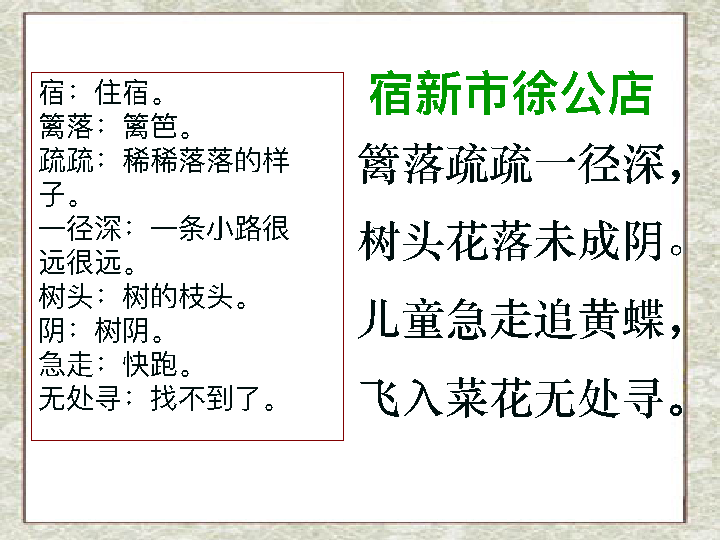 宿：住宿。
篱落：篱笆。
疏疏：稀稀落落的样
子。
一径深：一条小路很
远很远。
树头：树的枝头。
阴：树阴。
急走：快跑。
无处寻：找不到了。
宿新市徐公店
篱落疏疏一径深，
树头花落未成阴。
儿童急走追黄蝶，
飞入菜花无处寻。